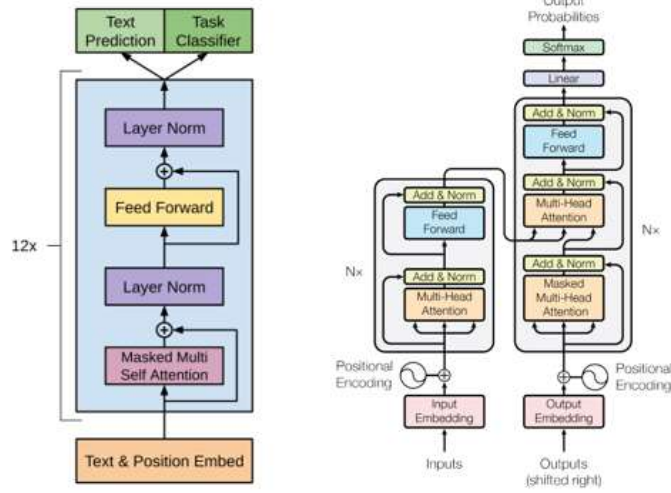 Text
Prediction
Task
Classifier
12x
Layer Norm
Feed Forward
Layer Norm
Masked Multi
Self Attention
Text & Position Embed
Output
Probabilities
Softmax
Linear
Add & Norm
Feed
Forward
Add & Norm
Multi-Head
Attention
Add & Norm
Masked
Multi-Head
Attention
N×
Add & Norm
Feed
Forward
Add & Norm
Multi-Head
Attention
N×
Positional
Encoding
Positional
Encoding
Input
Embedding
Output
Embedding
Inputs
Outputs
(shifted right)